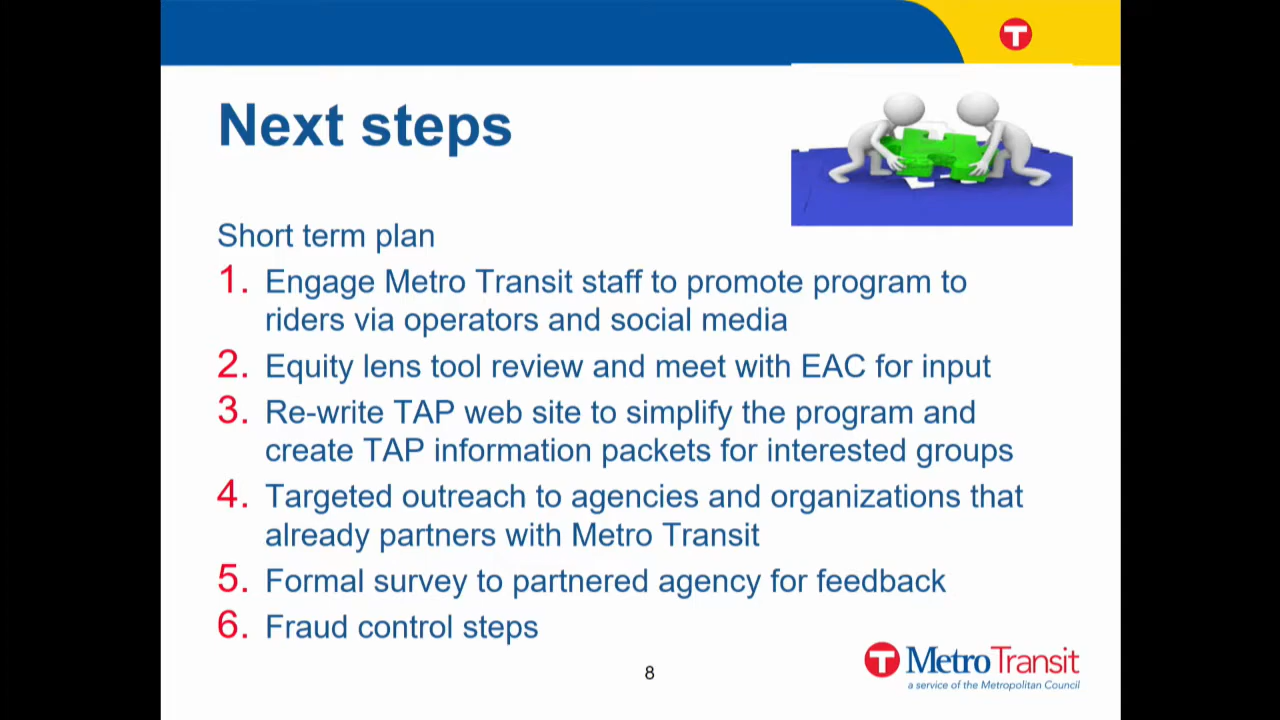 T
Next steps
Short term plan
1. Engage Metro Transit staff to promote program to
riders via operators and social media
2. Equity lens tool review and meet with EAC for input
3. Re-write TAP web site to simplify the program and
create TAP information packets for interested groups
4. Targeted outreach to agencies and organizations that
already partners with Metro Transit
5. Formal survey to partnered agency for feedback
6. Fraud control steps
8
T MetroTransit
a service of the Metropolitan Council